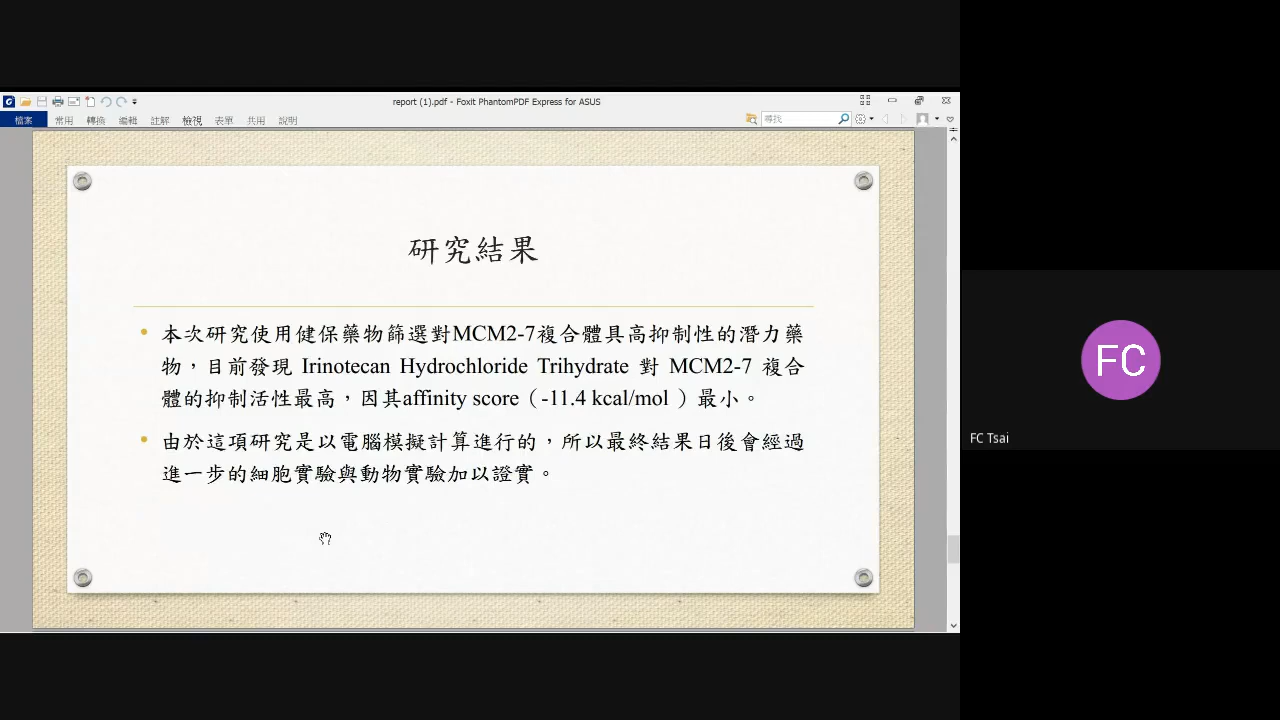 report (1).pdf - Foxit PhantomPDF Express for ASUS
檔案 常用 轉換 編輯 註解 檢視 表單 共用 說明 尋找
研究結果
本次研究使用健保藥物篩選對MCM2-7複合體具高抑制性的潛力藥
物，目前發現 Irinotecan Hydrochloride Trihydrate 對 MCM2-7 複合
體的抑制活性最高，因其affinity score（-11.4 kcal/mol ）最小。
由於這項研究是以電腦模擬計算進行的，所以最終結果日後會經過
進一步的細胞實驗與動物實驗加以證實。
FC
FC Tsai